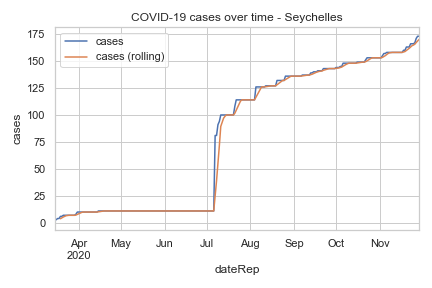 COVID-19 cases over time - Seychelles
cases
cases (rolling)
175
150
125
100
75
50
25
0
cases
Apr May Jun Jul Aug Sep Oct Nov
2020
dateRep